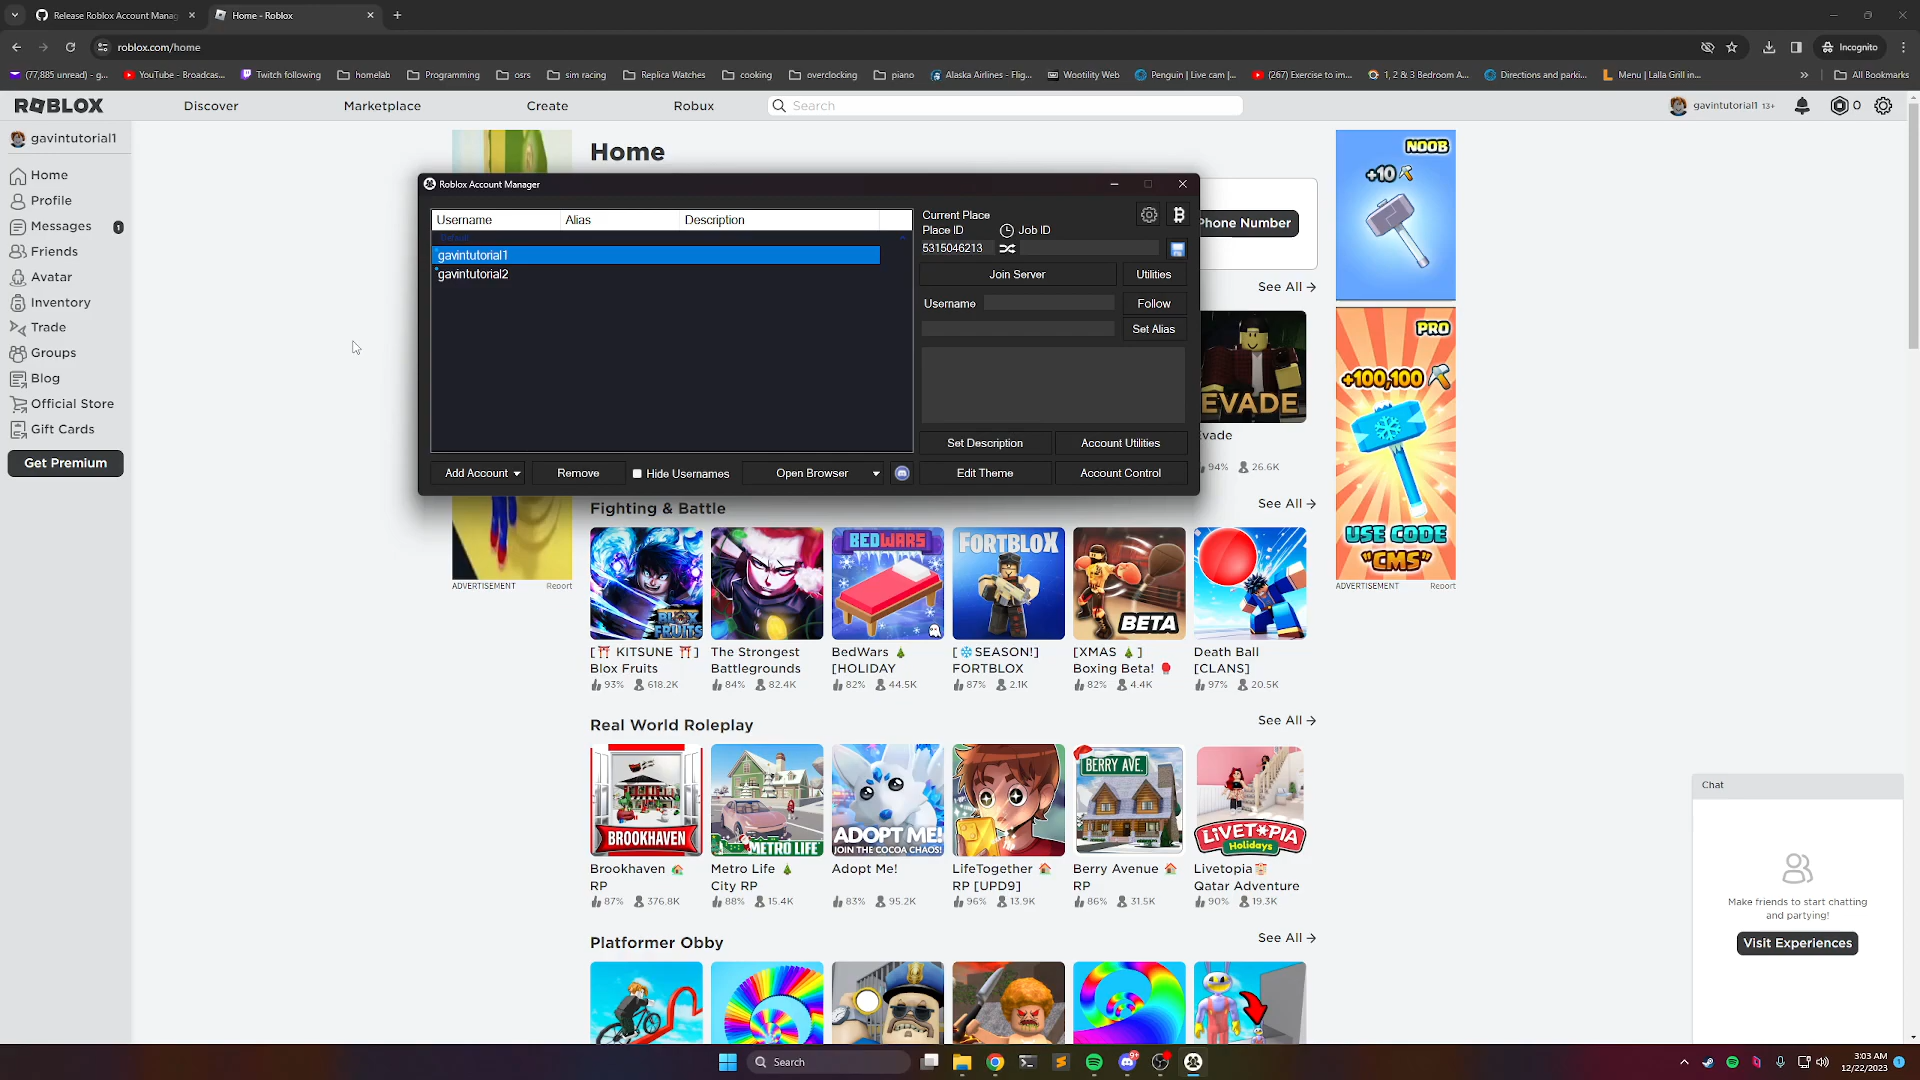 Release Roblox Account Manag
Home - Roblox
roblox.com/home
Incognito
(77,885 unread) - g...
YouTube - Broadcas...
Twitch following
homelab
Programming
osrs
sim racing
Replica Watches
cooking
overclocking
piano
Alaska Airlines - Flig...
Wootility Web
Penguin | Live cam |...
(267) Exercise to im...
1, 2 & 3 Bedroom A...
Directions and parki...
Menu | Lalla Grill in...
All Bookmarks
ROBLOX
Discover
Marketplace
Create
Robux
Search
gavintutorial1 13+
0
gavintutorial1
Home
Profile
Messages 1
Friends
Avatar
Inventory
Trade
Groups
Blog
Official Store
Gift Cards
Get Premium
Home
Phone Number
See All →
Roblox Account Manager
Username
Alias
Description
Default
gavintutorial1
gavintutorial2
Current Place
Place ID
Job ID
5315046213
Join Server
Utilities
Username
Follow
Set Alias
Set Description
Account Utilities
Add Account
Remove
Hide Usernames
Open Browser
Edit Theme
Account Control
EVADE
vade
94% 26.6K
NOOB
+10
PRO
+100,100
USE CODE
"CMS"
ADVERTISEMENT
Report
ADVERTISEMENT
Report
Fighting & Battle
See All →
BLOX
FRUITS
BEDWARS
FORTBLOX
BETA
[⛩️ KITSUNE ⛩️]
Blox Fruits
93% 618.2K
The Strongest
Battlegrounds
84% 82.4K
BedWars 🎄
[HOLIDAY
82% 44.5K
[❄️SEASON!]
FORTBLOX
87% 2.1K
[XMAS 🎄]
Boxing Beta! 🥊
82% 4.4K
Death Ball
[CLANS]
97% 20.5K
Real World Roleplay
See All →
BROOKHAVEN
METRO LIFE
ADOPT ME!
JOIN THE COCOA CHAOS!
BERRY AVE.
LIVETOPIA
Holidays
Brookhaven 🏠
RP
87% 376.8K
Metro Life 🎄
City RP
88% 15.4K
Adopt Me!
83% 95.2K
LifeTogether 🏠
RP [UPD9]
96% 13.9K
Berry Avenue 🏠
RP
86% 31.5K
Livetopia
Qatar Adventure
90% 19.3K
Platformer Obby
See All →
Chat
Make friends to start chatting
and partying!
Visit Experiences
Search
3:03 AM
12/22/2023